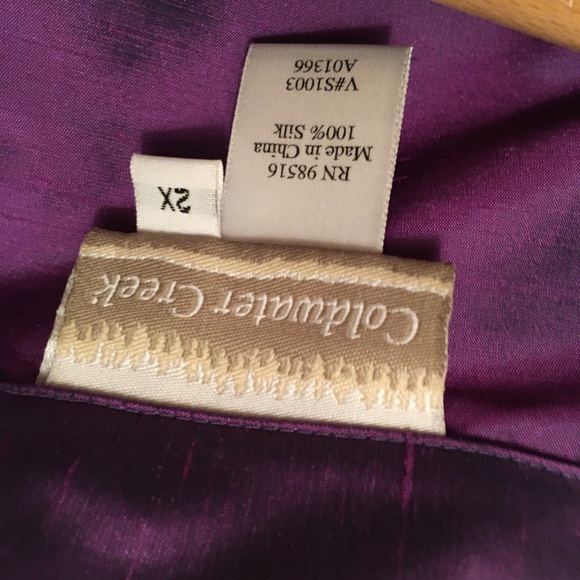 Coldwater Creek
2X
RN 98516
Made in China
100% Silk
V#S1003
A01366